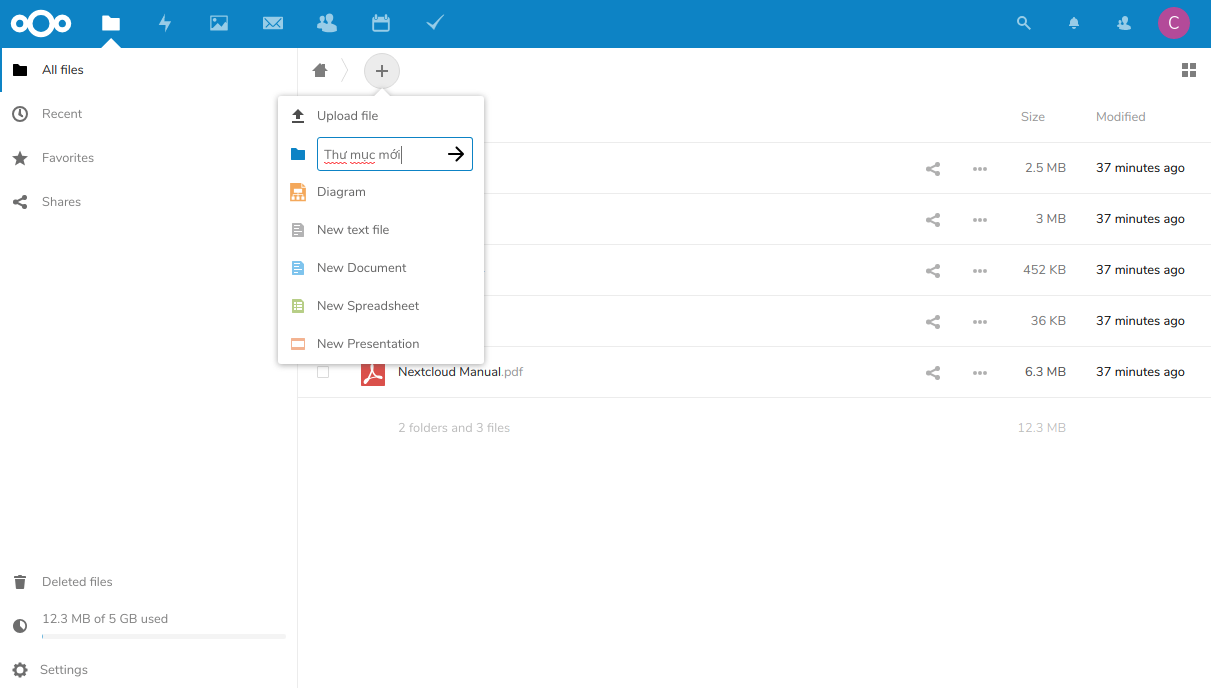 C
All files
Recent
Favorites
Shares
Upload file
Thư mục mới
Diagram
New text file
New Document
New Spreadsheet
New Presentation
Size Modified
2.5 MB 37 minutes ago
3 MB 37 minutes ago
452 KB 37 minutes ago
36 KB 37 minutes ago
Nextcloud Manual.pdf 6.3 MB 37 minutes ago
2 folders and 3 files 12.3 MB
Deleted files
12.3 MB of 5 GB used
Settings